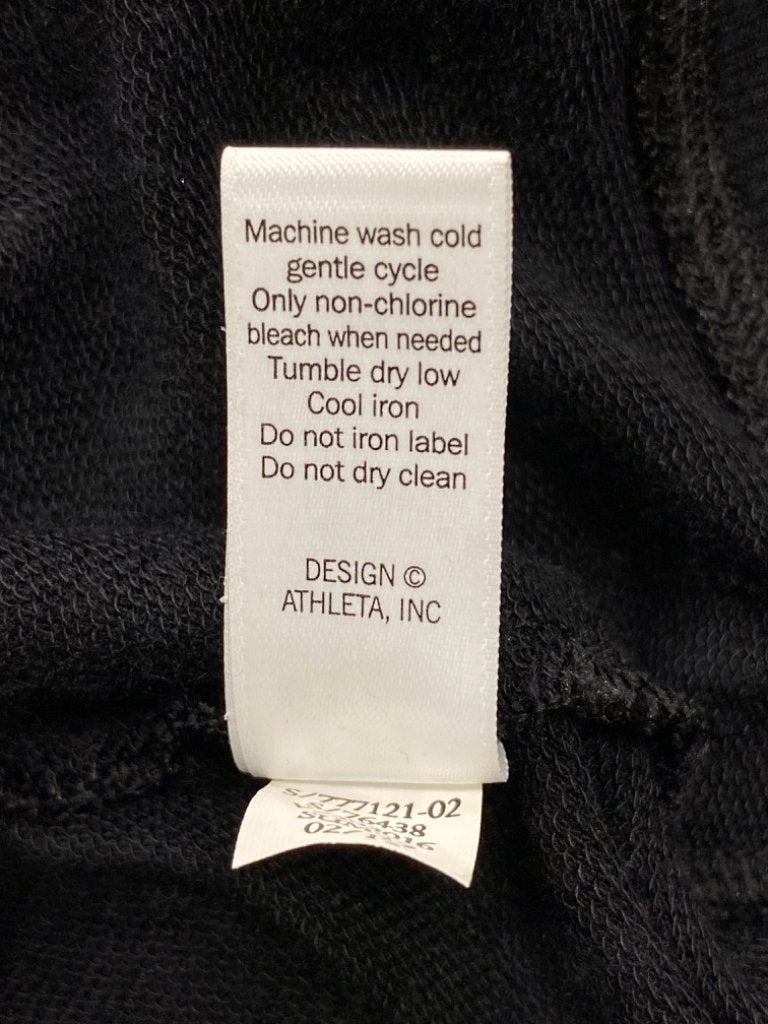 Machine wash cold
gentle cycle
Only non-chlorine
bleach when needed
Tumble dry low
Cool iron
Do not iron label
Do not dry clean
DESIGN ©
ATHLETA, INC
S/777121-02